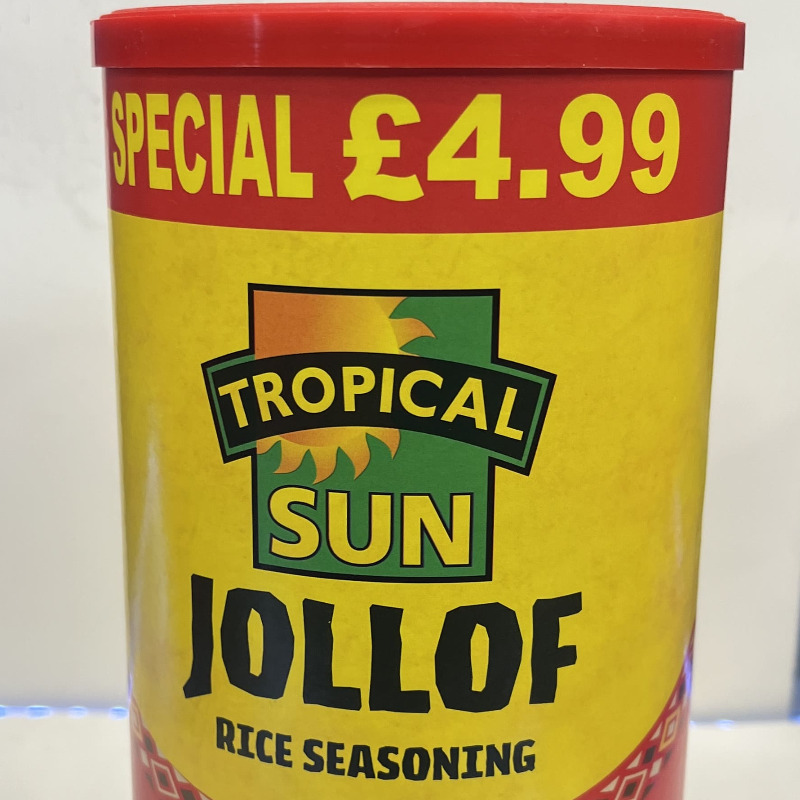 SPECIAL £4.99
TROPICAL
SUN
JOLLOF
RICE SEASONING